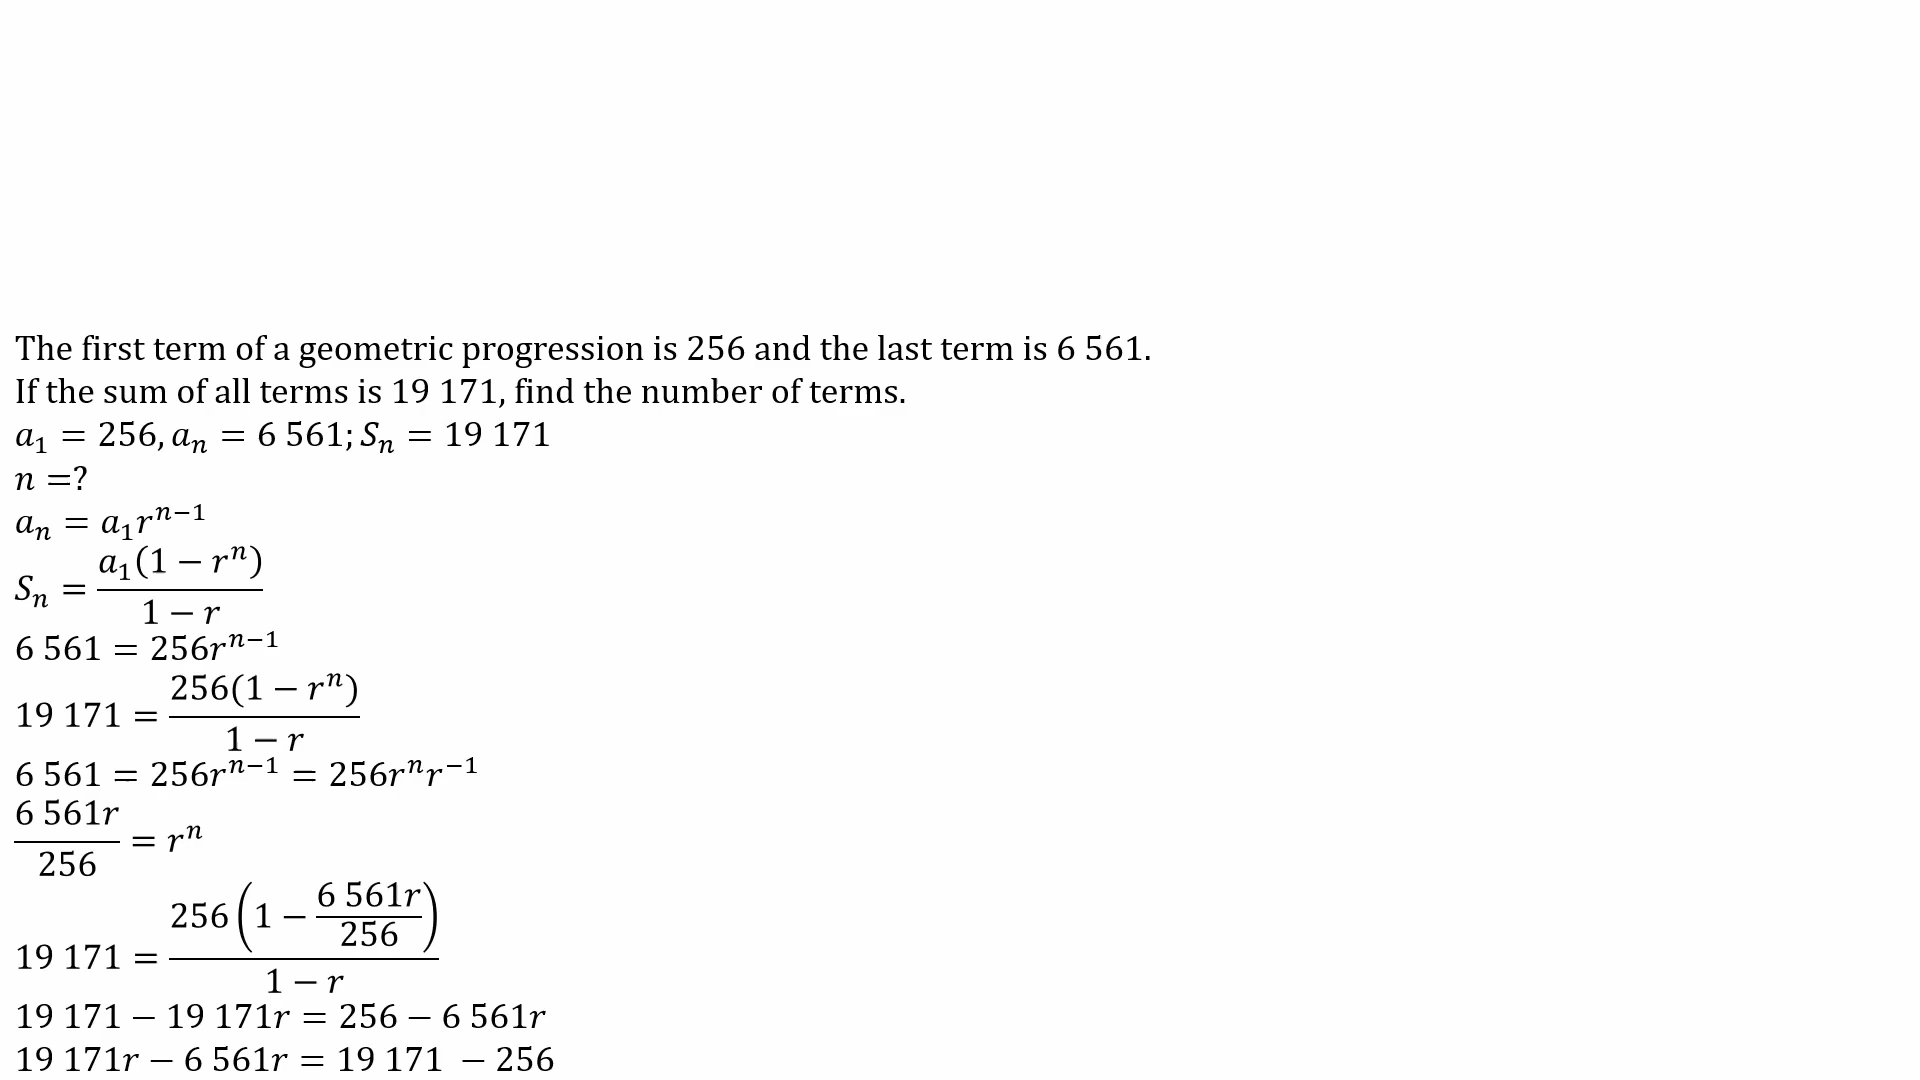 The first term of a geometric progression is 256 and the last term is 6 561.
If the sum of all terms is 19 171, find the number of terms.
a₁ = 256, aₙ = 6 561; Sₙ = 19 171
n =?
aₙ = a₁rⁿ⁻¹
Sₙ = a₁(1 − rⁿ) / 1 − r
6 561 = 256rⁿ⁻¹
19 171 = 256(1 − rⁿ) / 1 − r
6 561 = 256rⁿ⁻¹ = 256rⁿr⁻¹
6 561r / 256 = rⁿ
19 171 = 256(1 − 6 561r / 256) / 1 − r
19 171 − 19 171r = 256 − 6 561r
19 171r − 6 561r = 19 171 − 256